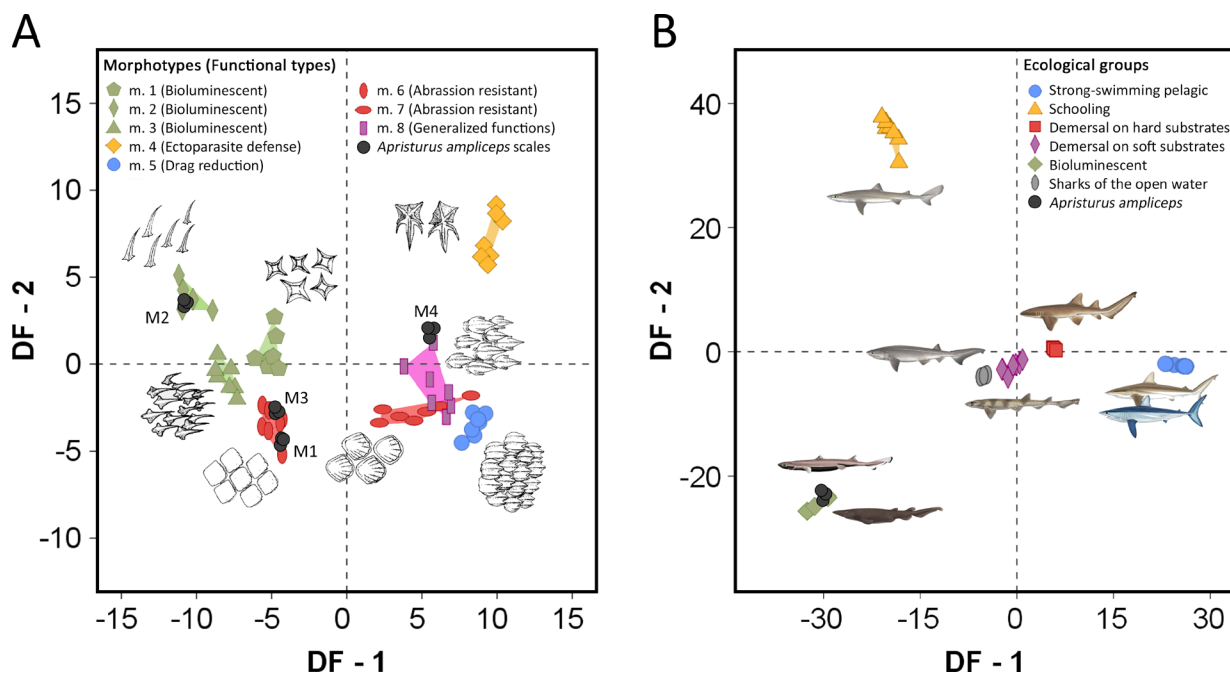 A
Morphotypes (Functional types)
m. 1 (Bioluminescent)
m. 2 (Bioluminescent)
m. 3 (Bioluminescent)
m. 4 (Ectoparasite defense)
m. 5 (Drag reduction)
m. 6 (Abrassion resistant)
m. 7 (Abrassion resistant)
m. 8 (Generalized functions)
Apristurus ampliceps scales
M2
M4
M3
M1
15
10
5
0
-5
-10
DF - 2
-15
-10
-5
0
5
10
15
DF - 1
B
Ecological groups
Strong-swimming pelagic
Schooling
Demersal on hard substrates
Demersal on soft substrates
Bioluminescent
Sharks of the open water
Apristurus ampliceps
40
20
0
-20
DF - 2
-30
-15
0
15
30
DF - 1